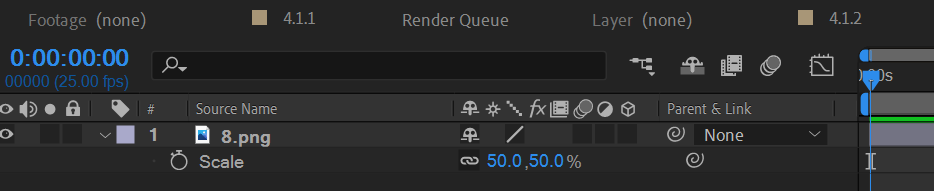 Footage (none) 4.1.1 Render Queue Layer (none) 4.1.2
0:00:00:00
00000 (25.00 fps)
# Source Name fx Parent & Link
1 8.png None
Scale 50.0,50.0%